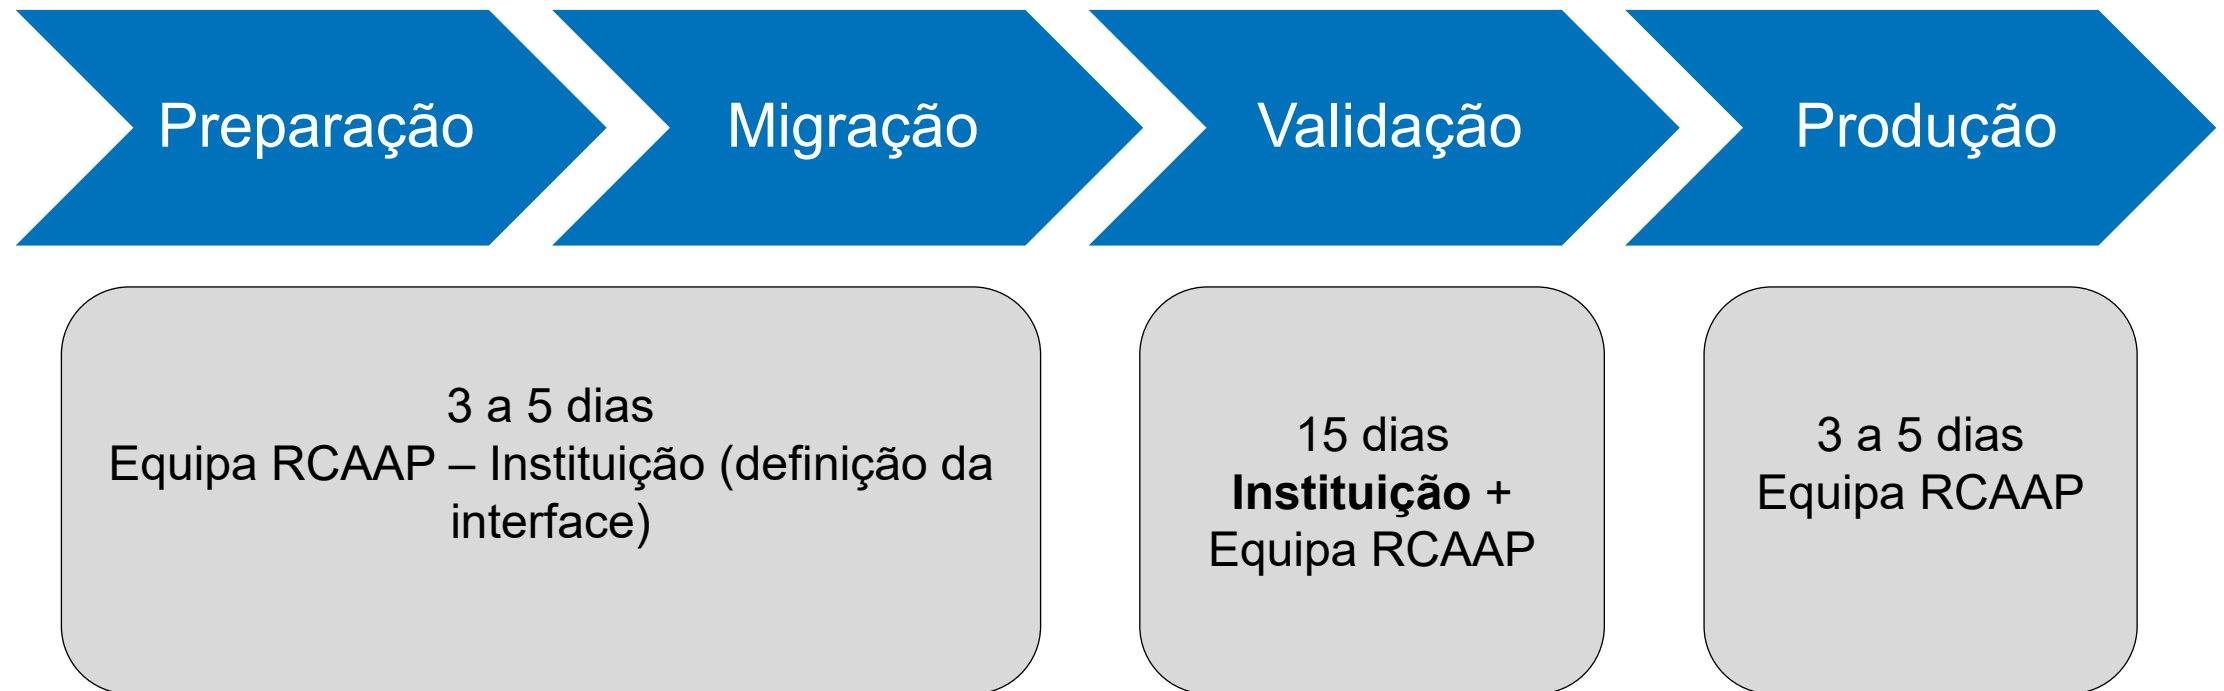 Preparação
Migração
Validação
Produção
3 a 5 dias
Equipa RCAAP – Instituição (definição da
interface)
15 dias
Instituição +
Equipa RCAAP
3 a 5 dias
Equipa RCAAP